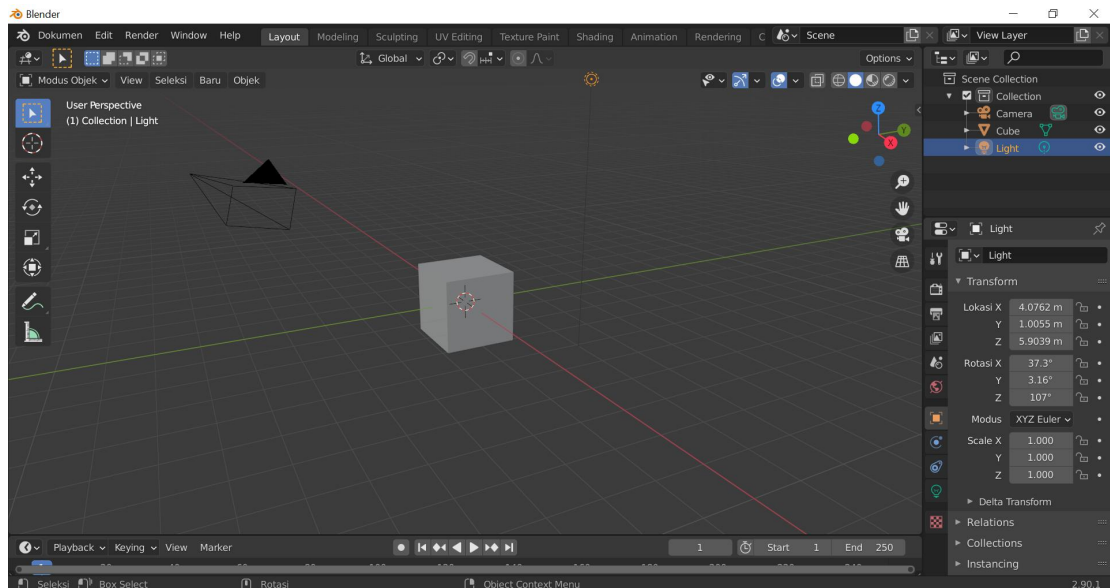 Blender
Dokumen Edit Render Window Help Layout Modeling Sculpting UV Editing Texture Paint Shading Animation Rendering C Scene View Layer
Global Options
Modus Objek View Seleksi Baru Objek
User Perspective
(1) Collection | Light
Z
Y
X
Scene Collection
Collection
Camera
Cube
Light
Light
Light
Transform
Lokasi X 4.0762 m
Y 1.0055 m
Z 5.9039 m
Rotasi X 37.3°
Y 3.16°
Z 107°
Modus XYZ Euler
Scale X 1.000
Y 1.000
Z 1.000
Delta Transform
Relations
Collections
Instancing
Playback Keying View Marker 1 Start 1 End 250
Seleksi Box Select Rotasi Object Context Menu 2.90.1